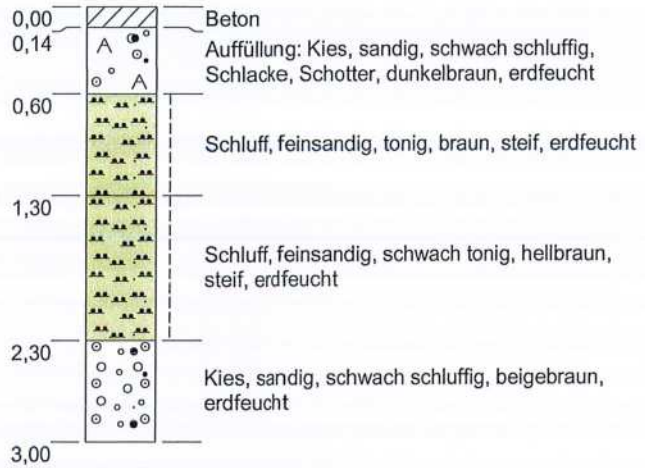 0,00 Beton
0,14
Auffüllung: Kies, sandig, schwach schluffig,
Schlacke, Schotter, dunkelbraun, erdfeucht
0,60
Schluff, feinsandig, tonig, braun, steif, erdfeucht
1,30
Schluff, feinsandig, schwach tonig, hellbraun,
steif, erdfeucht
2,30
Kies, sandig, schwach schluffig, beigebraun,
erdfeucht
3,00